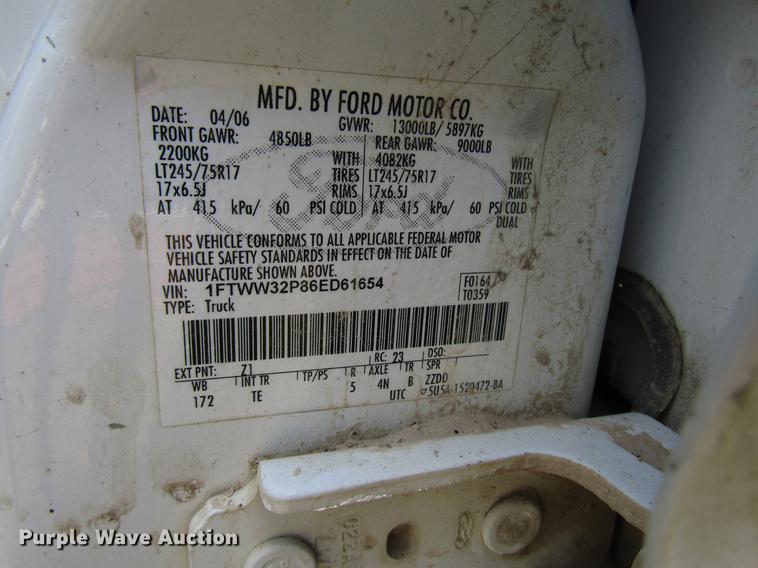 MFD. BY FORD MOTOR CO.
DATE: 04/06 GVWR: 13000LB/ 5897KG
FRONT GAWR: 4850LB REAR GAWR: 9000LB
2200KG WITH 4082KG WITH
LT245/75R17 TIRES LT245/75R17 TIRES
17x6.5J RIMS 17x6.5J RIMS
AT 415 kPa/ 60 PSI COLD AT 415 kPa/ 60 PSI COLD
DUAL
Ford
THIS VEHICLE CONFORMS TO ALL APPLICABLE FEDERAL MOTOR
VEHICLE SAFETY STANDARDS IN EFFECT ON THE DATE OF
MANUFACTURE SHOWN ABOVE.
VIN: 1FTWW32P86ED61654 F0164
TYPE: Truck T0359
EXT PNT: Z1 RC: 23 DSO:
WB INT TR TP/PS R AXLE TR SPR
172 TE 5 4N B ZZDD
UTC 5U5A-1520472-BA
Purple Wave Auction